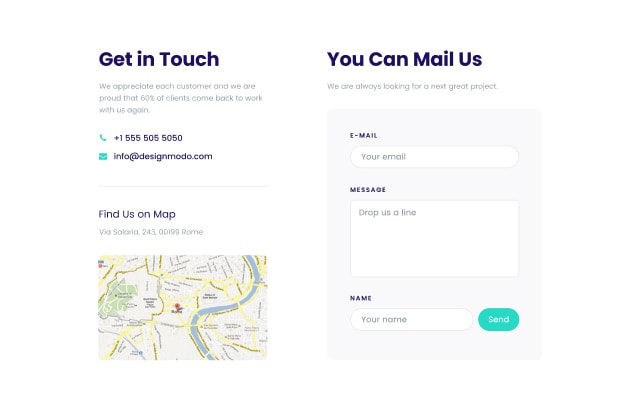 Get in Touch
We appreciate each customer and we are
proud that 60% of clients come back to work
with us again.
+1 555 505 5050
info@designmodo.com
Find Us on Map
Via Salaria, 243, 00199 Rome
Roma
You Can Mail Us
We are always looking for a next great project.
E-MAIL
Your email
MESSAGE
Drop us a line
NAME
Your name
Send